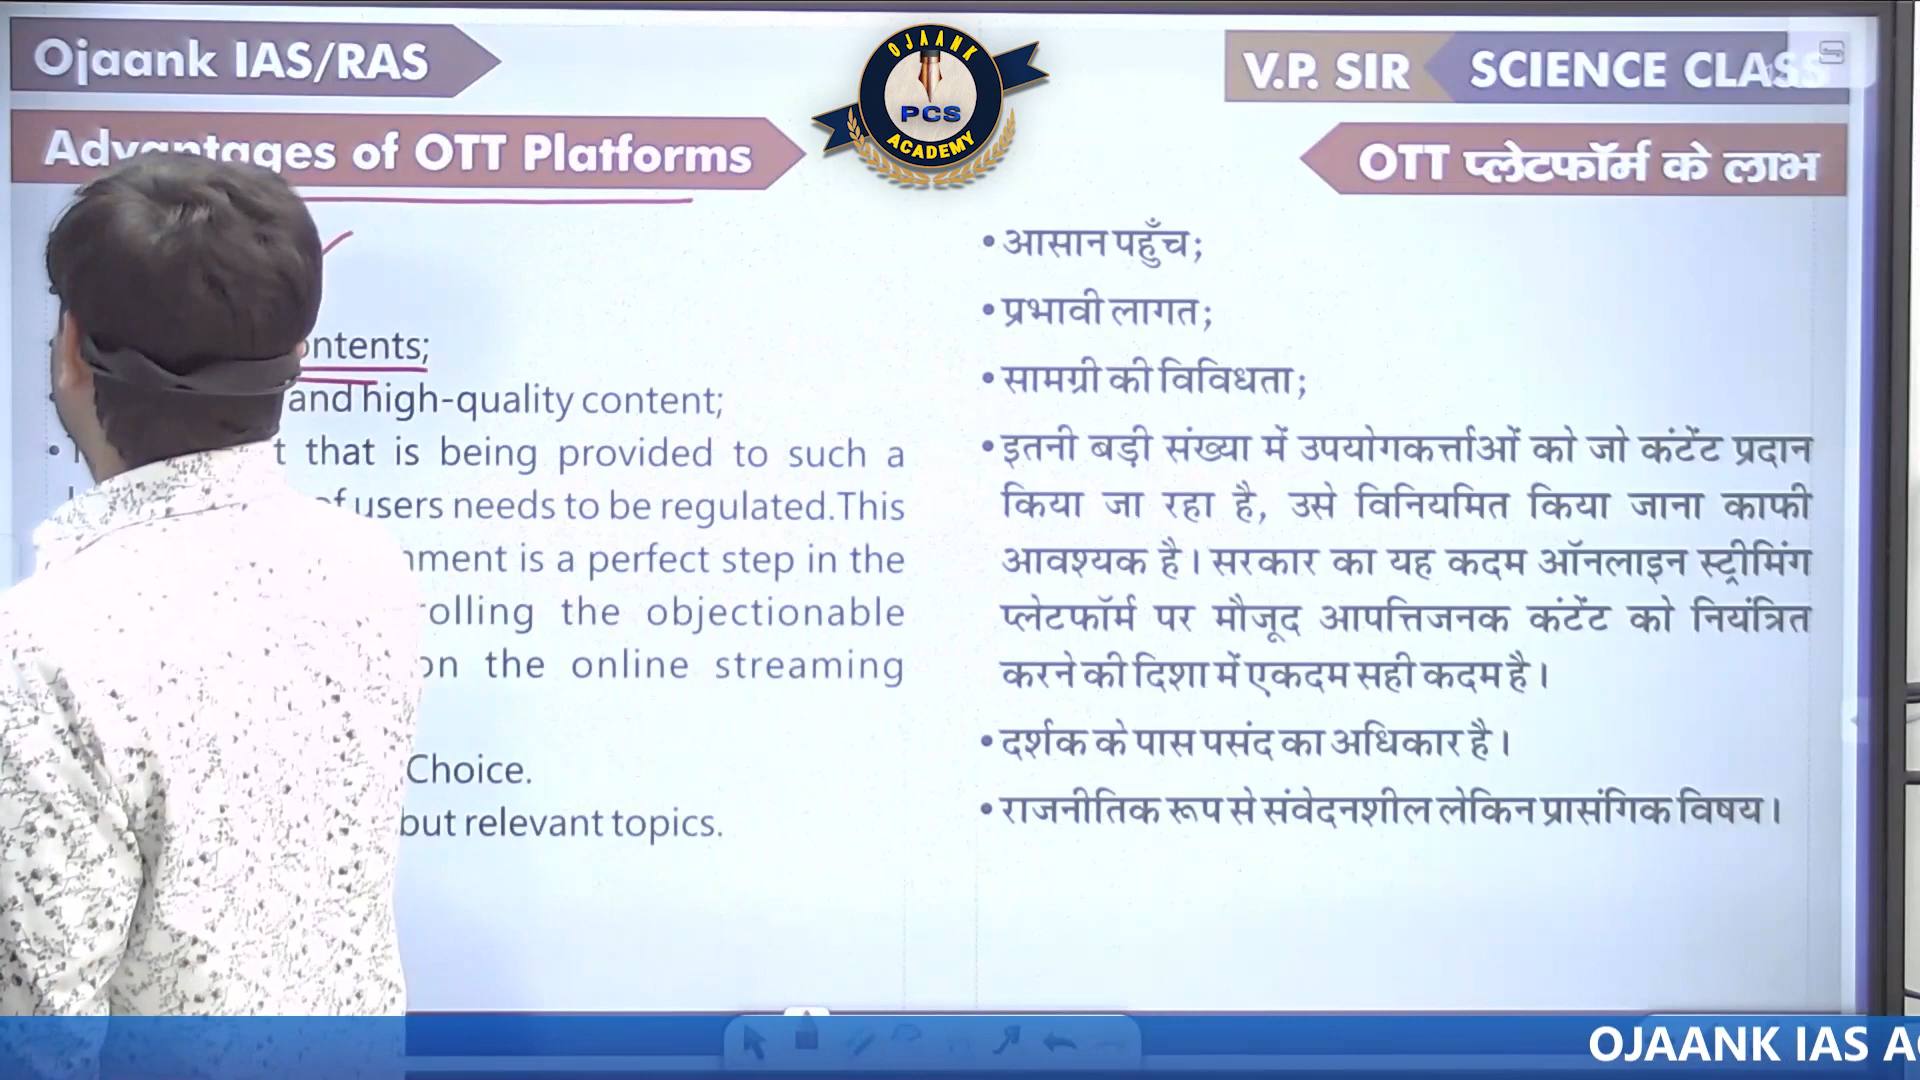 Ojaank IAS/RAS
OJAANK
PCS
ACADEMY
V.P. SIR
SCIENCE CLASS
Advantages of OTT Platforms
OTT प्लेटफॉर्म के लाभ
and high-quality content;
that is being provided to such a
users needs to be regulated.This
is a perfect step in the
the objectionable
the online streaming
Choice.
but relevant topics.
•आसान पहुँच;
•प्रभावी लागत;
•सामग्री की विविधता;
•इतनी बड़ी संख्या में उपयोगकर्त्ताओं को जो कंटेंट प्रदान
किया जा रहा है, उसे विनियमित किया जाना काफी
आवश्यक है। सरकार का यह कदम ऑनलाइन स्ट्रीमिंग
प्लेटफॉर्म पर मौजूद आपत्तिजनक कंटेंट को नियंत्रित
करने की दिशा में एकदम सही कदम है।
•दर्शक के पास पसंद का अधिकार है।
•राजनीतिक रूप से संवेदनशील लेकिन प्रासंगिक विषय।
OJAANK IAS